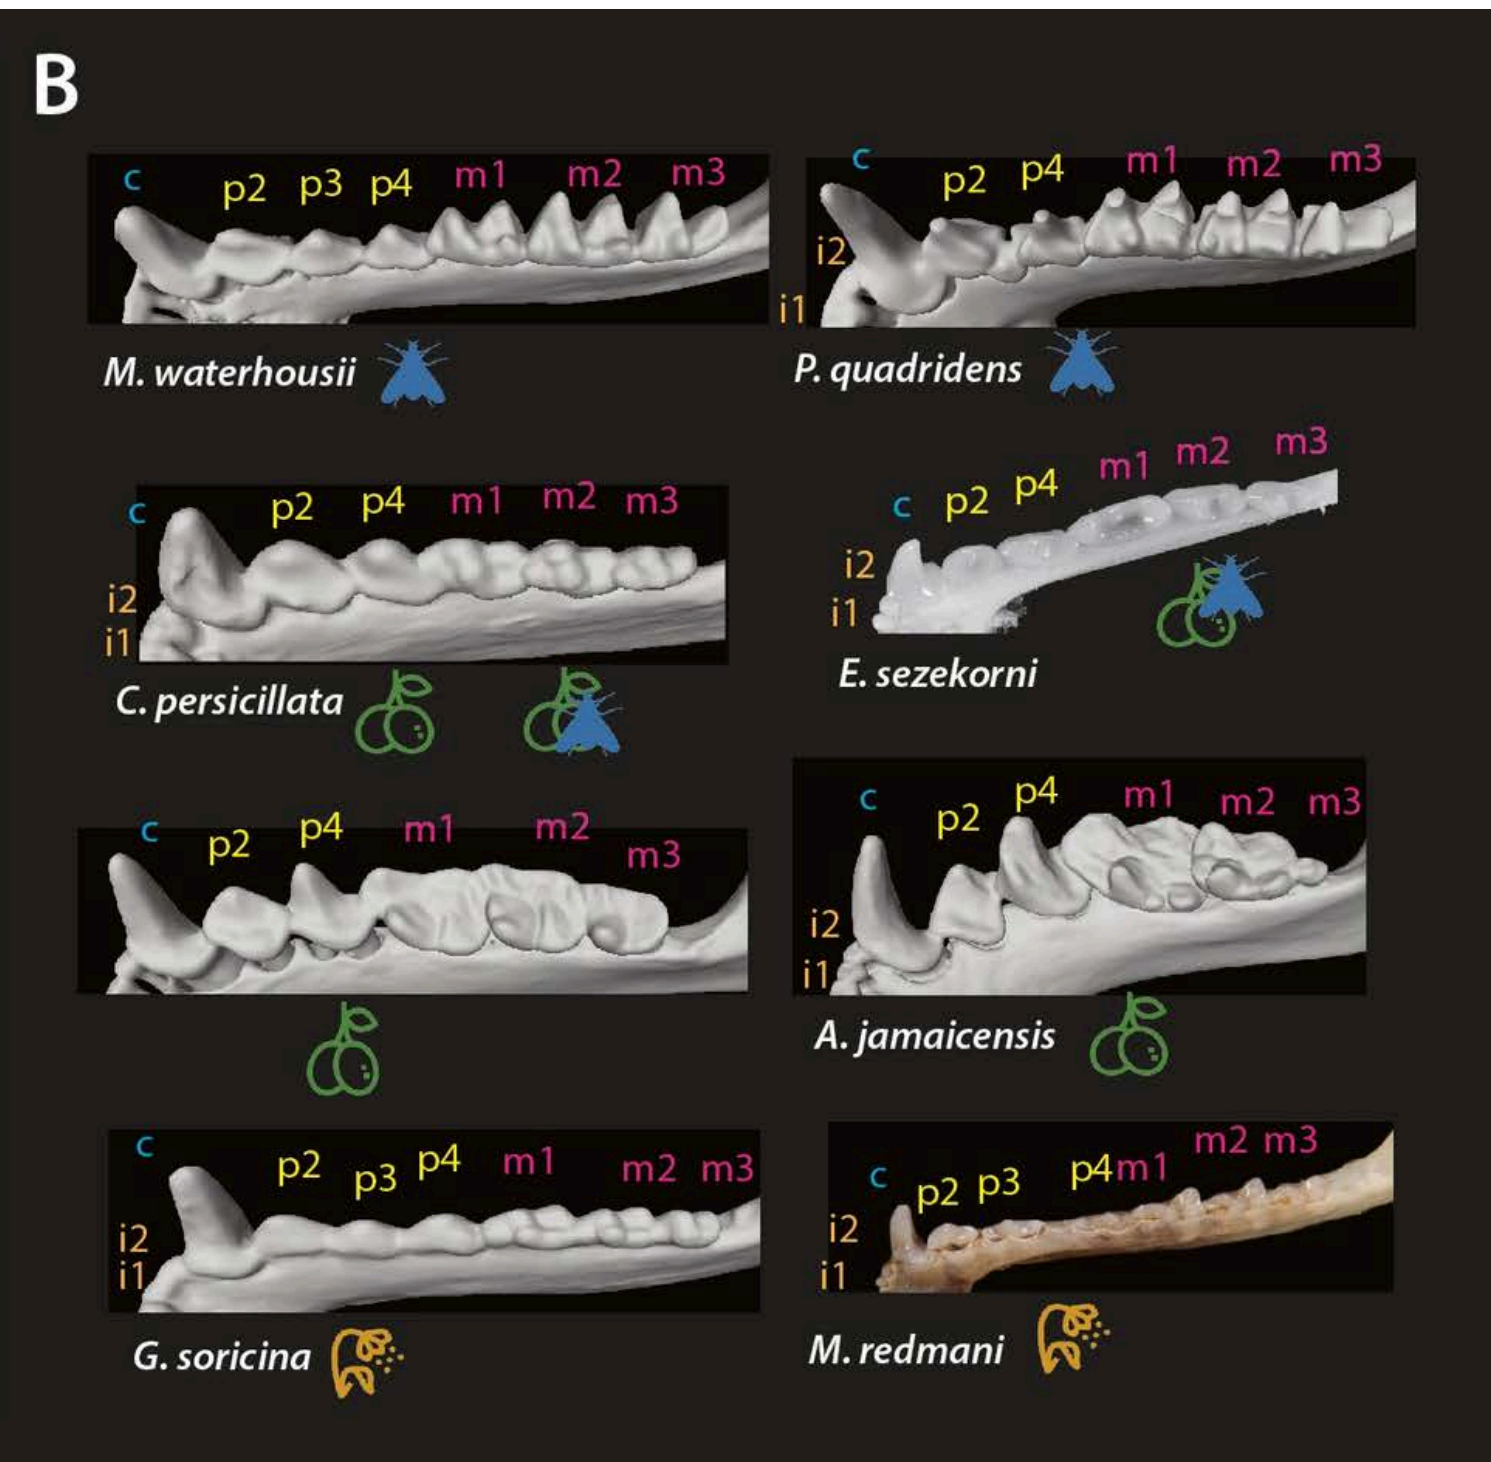 B
c p2 p3 p4 m1 m2 m3
M. waterhousii
c p2 p4 m1 m2 m3
i2
i1
P. quadridens
c p2 p4 m1 m2 m3
i2
i1
C. persicillata
c p2 p4 m1 m2 m3
i2
i1
E. sezekorni
c p2 p4 m1 m2 m3
c p2 p4 m1 m2 m3
i2
i1
A. jamaicensis
c p2 p3 p4 m1 m2 m3
i2
i1
G. soricina
c p2 p3 p4 m1 m2 m3
i2
i1
M. redmani